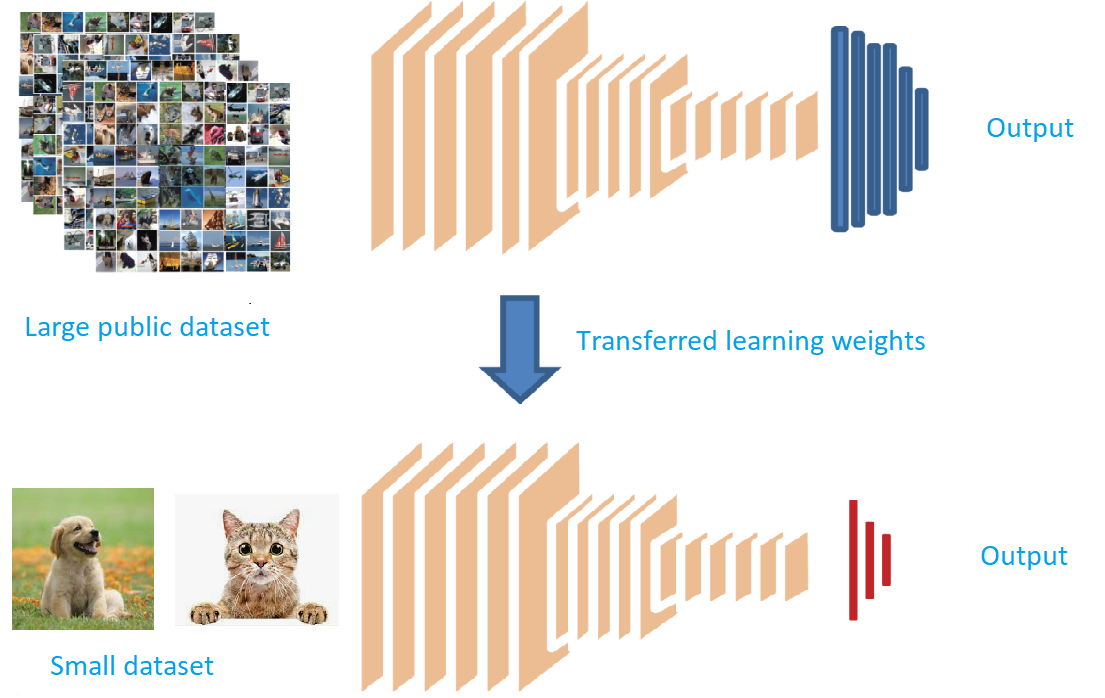 Output
Large public dataset
Transferred learning weights
Output
Small dataset